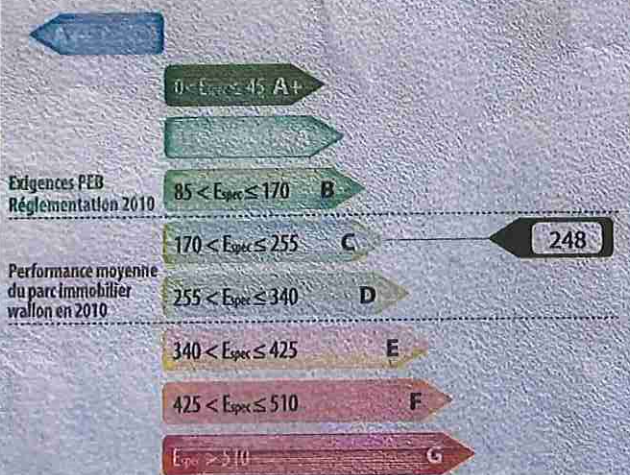 0 < Espec ≤ 45 A+
Exigences PEB
Réglementation 2010
85 < Espec ≤ 170 B
170 < Espec ≤ 255 C
248
Performance moyenne
du parc immobilier
wallon en 2010
255 < Espec ≤ 340 D
340 < Espec ≤ 425 E
425 < Espec ≤ 510 F
Espec > 510 G